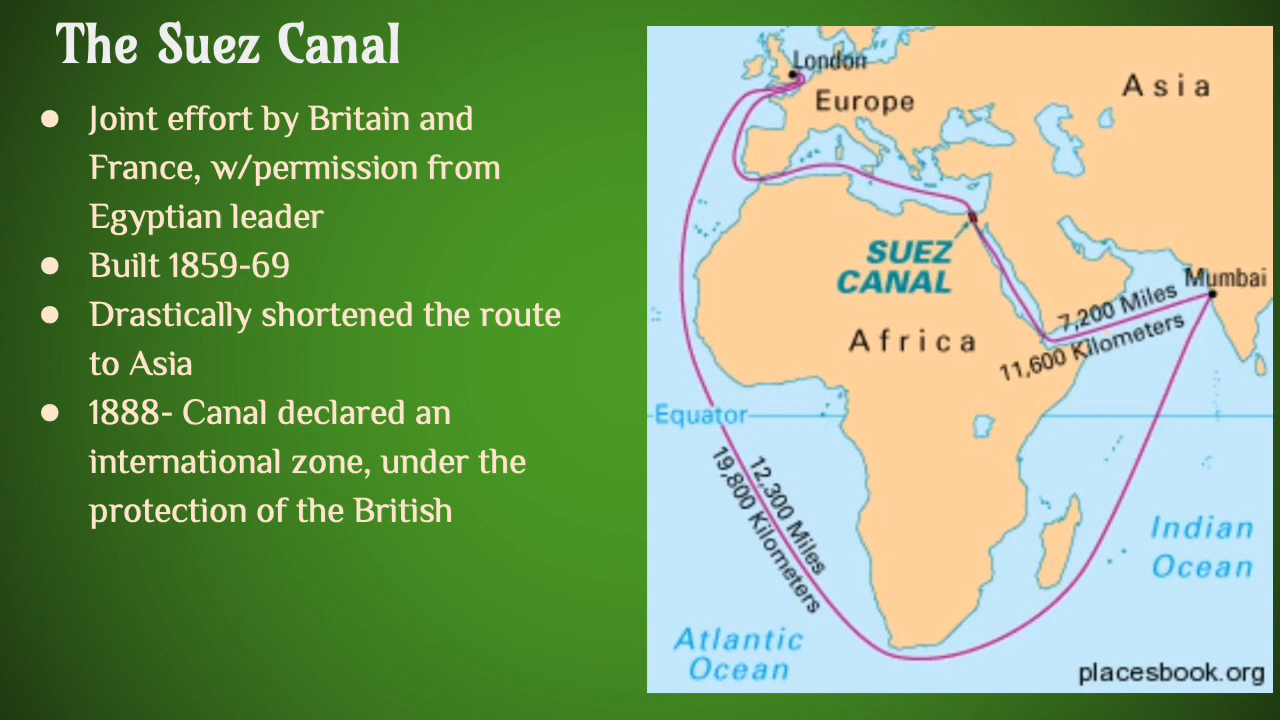 The Suez Canal
● Joint effort by Britain and
France, w/permission from
Egyptian leader
● Built 1859-69
● Drastically shortened the route
to Asia
● 1888- Canal declared an
international zone, under the
protection of the British
London
Europe
Asia
SUEZ
CANAL
Mumbai
7,200 Miles
11,600 Kilometers
Africa
Equator
12,300 Miles
19,800 Kilometers
Indian
Ocean
Atlantic
Ocean
placesbook.org